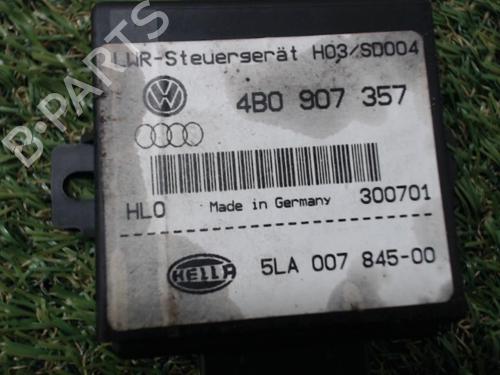 LWR-Steuergerät H03/SD004
4B0 907 357
HLO Made in Germany 300701
HELLA 5LA 007 845-00
B-PARTS